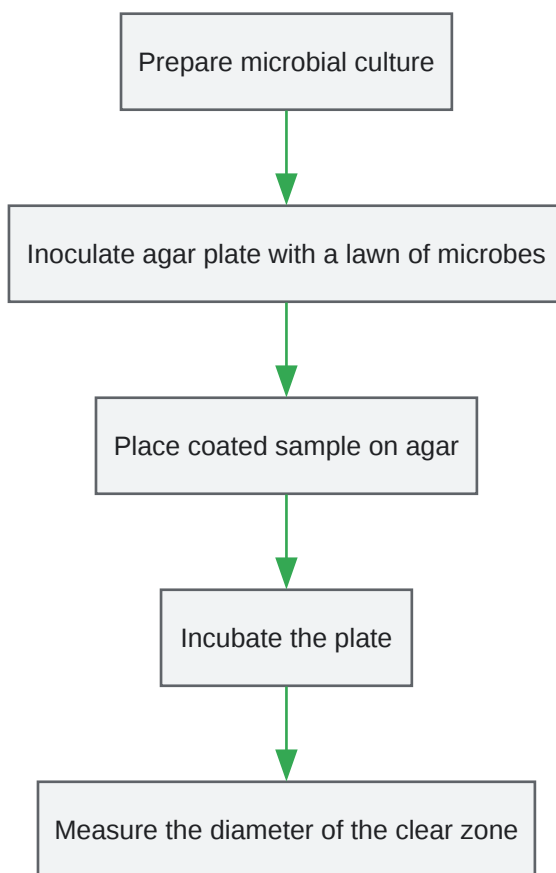 Prepare microbial culture
Inoculate agar plate with a lawn of microbes
Place coated sample on agar
Incubate the plate
Measure the diameter of the clear zone